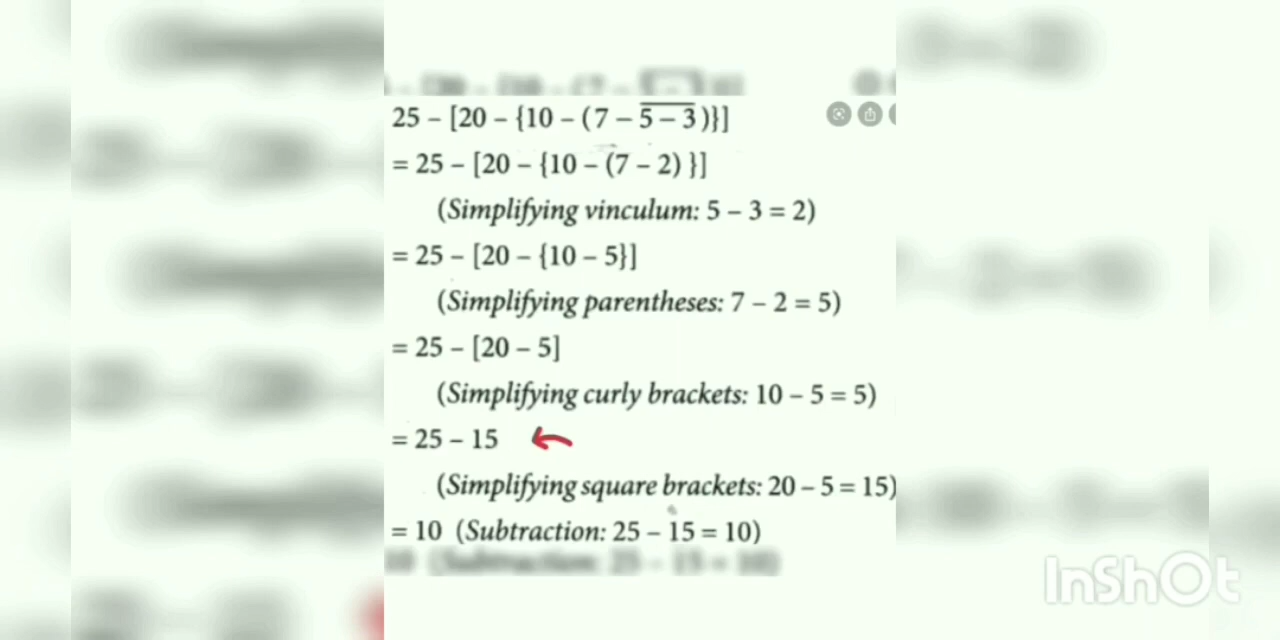 25 – [20 – {10 – (7 – 5̅ ̅–̅ ̅3̅ )}]
= 25 – [20 – {10 – (7 – 2) }]
(Simplifying vinculum: 5 – 3 = 2)
= 25 – [20 – {10 – 5}]
(Simplifying parentheses: 7 – 2 = 5)
= 25 – [20 – 5]
(Simplifying curly brackets: 10 – 5 = 5)
= 25 – 15
(Simplifying square brackets: 20 – 5 = 15)
= 10 (Subtraction: 25 – 15 = 10)
InShOt